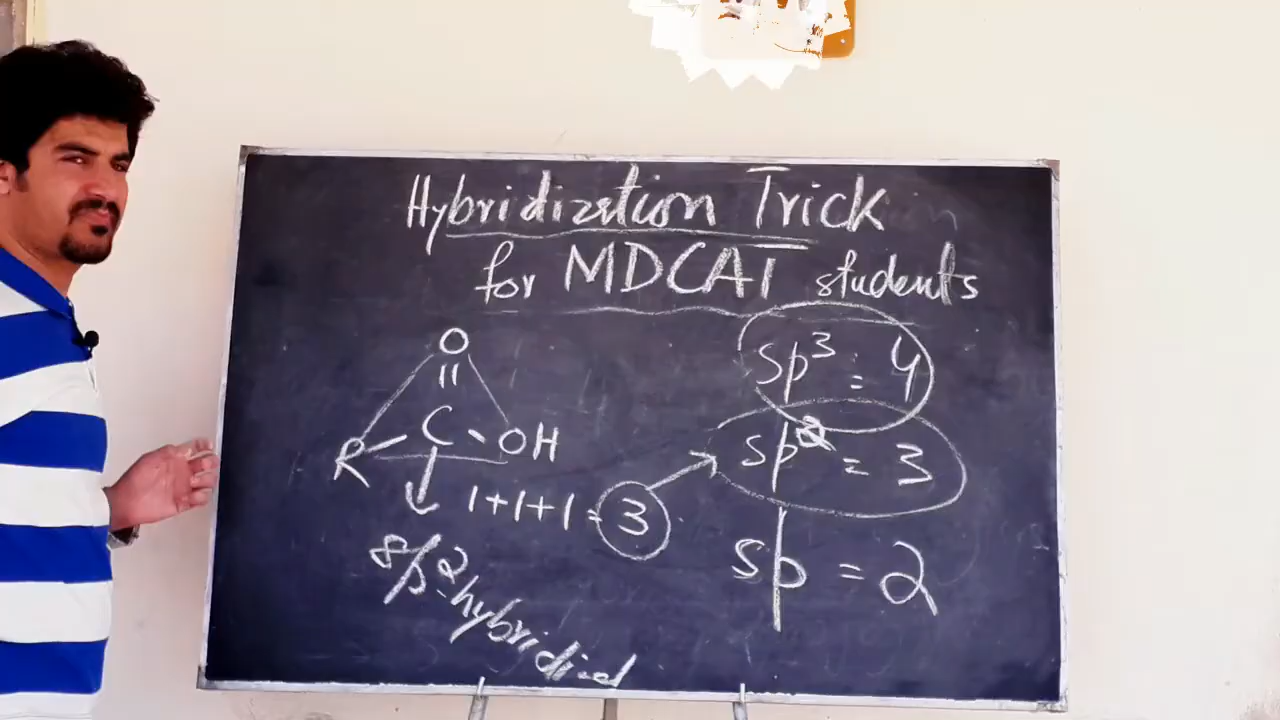 Hybridization Trick
for MDCAT students
O
||
R - C - OH
1+1+1 = 3
sp2-hybridized
sp3 = 4
sp2 = 3
sp = 2